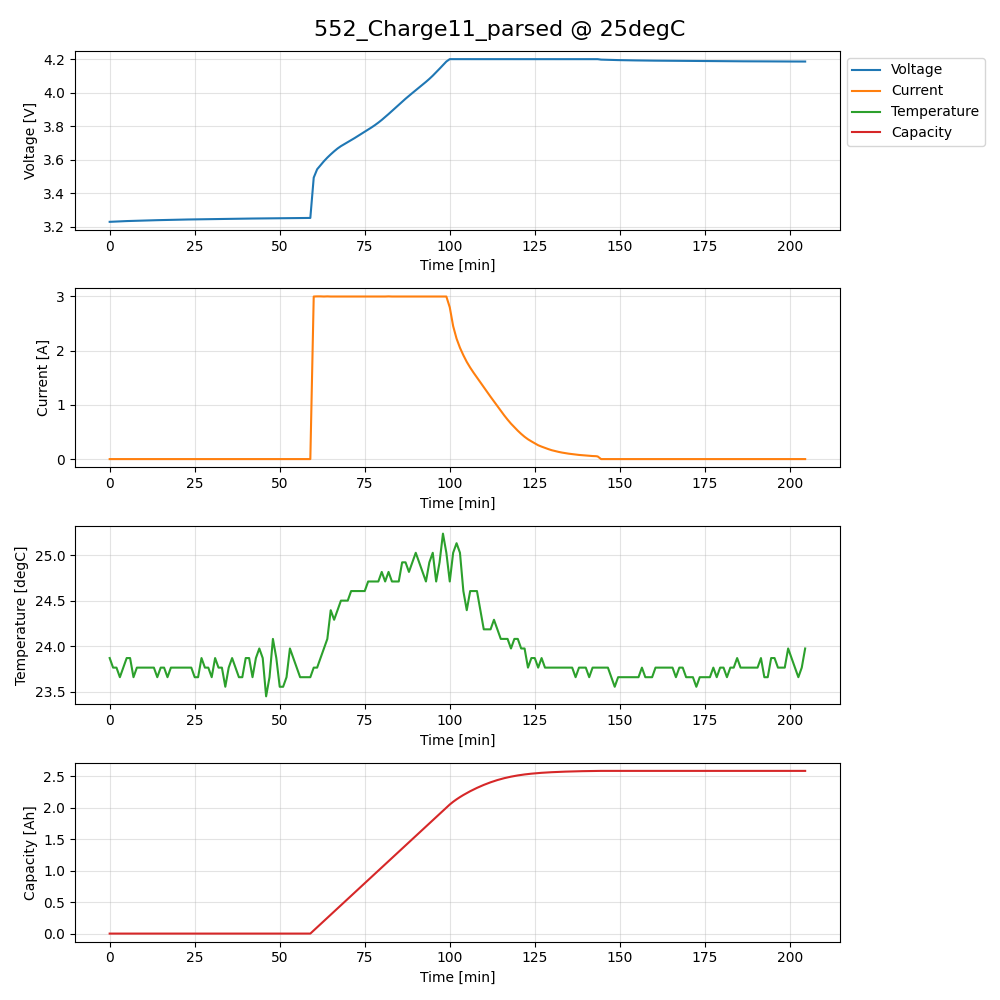 552_Charge11_parsed @ 25degC
Voltage [V]
4.2
4.0
3.8
3.6
3.4
3.2
0 25 50 75 100 125 150 175 200
Time [min]
Voltage
Current
Temperature
Capacity
Current [A]
3
2
1
0
0 25 50 75 100 125 150 175 200
Time [min]
Temperature [degC]
25.0
24.5
24.0
23.5
0 25 50 75 100 125 150 175 200
Time [min]
Capacity [Ah]
2.5
2.0
1.5
1.0
0.5
0.0
0 25 50 75 100 125 150 175 200
Time [min]